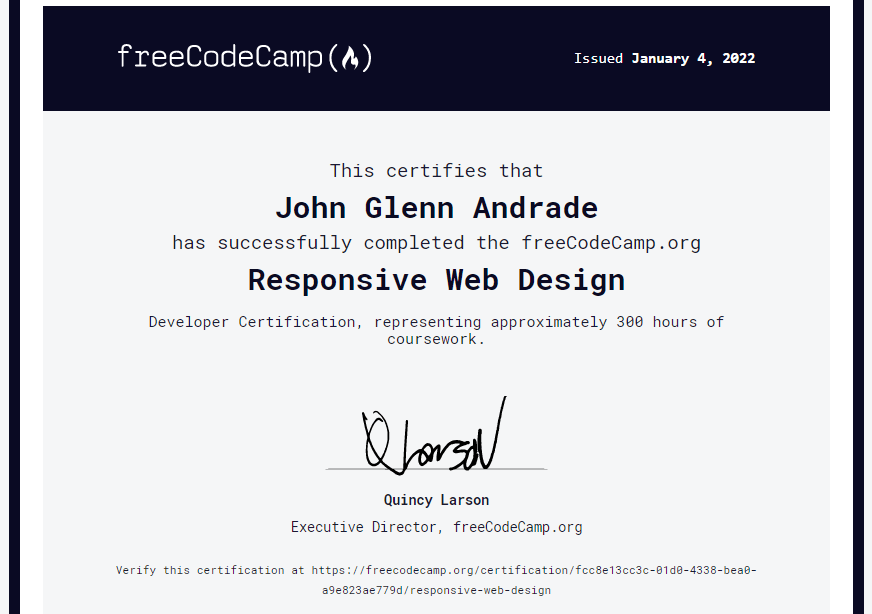 freeCodeCamp(🔥)
Issued January 4, 2022
This certifies that
John Glenn Andrade
has successfully completed the freeCodeCamp.org
Responsive Web Design
Developer Certification, representing approximately 300 hours of
coursework.
Q Larson
Quincy Larson
Executive Director, freeCodeCamp.org
Verify this certification at https://freecodecamp.org/certification/fcc8e13cc3c-01d0-4338-bea0-
a9e823ae779d/responsive-web-design